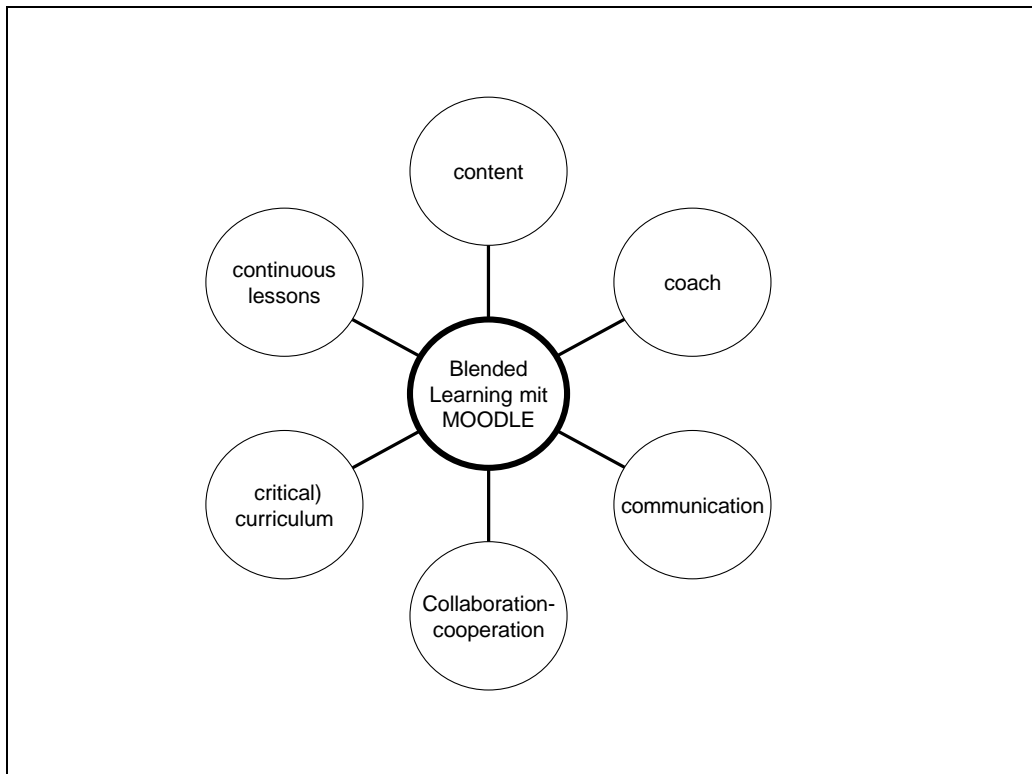 content
continuous
lessons
coach
Blended
Learning mit
MOODLE
critical)
curriculum
communication
Collaboration-
cooperation